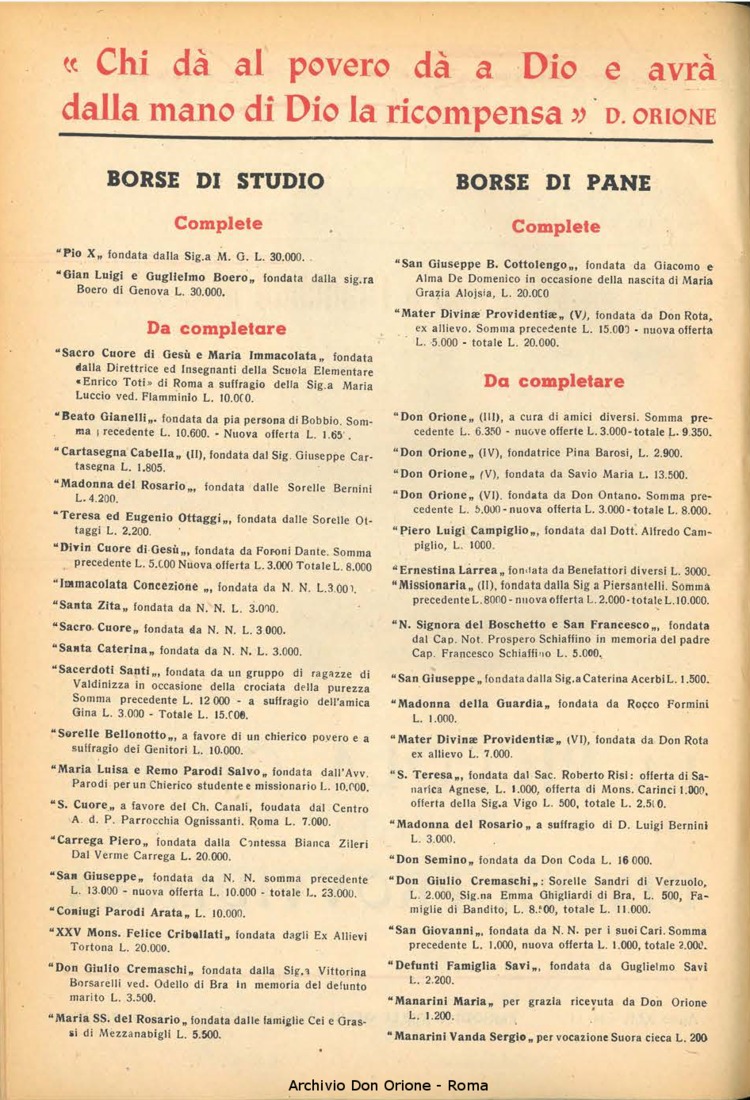 « Chi dà al povero dà a Dio e avrà
dalla mano di Dio la ricompensa » D. ORIONE
BORSE DI STUDIO
Complete
"Pio X„ fondata dalla Sig.a M. G. L. 30.000.
"Gian Luigi e Guglielmo Boero„ fondata dalla sig.ra
Boero di Genova L. 30.000.
Da completare
"Sacro Cuore di Gesù e Maria Immacolata„ fondata
dalla Direttrice ed Insegnanti della Scuola Elementare
«Enrico Toti» di Roma a suffragio della Sig.a Maria
Luccio ved. Flamminio L. 10.000.
"Beato Gianelli„. fondata da pia persona di Bobbio. Som-
ma precedente L. 10.600. - Nuova offerta L. 1.65
"Cartasegna Cabella„ (II), fondata dal Sig. Giuseppe Car-
tasegna L. 1.805.
"Madonna del Rosario„, fondata dalle Sorelle Bernini
L. 4.200.
"Teresa ed Eugenio Ottaggi„, fondata dalle Sorelle Ot-
taggi L. 2.200.
"Divin Cuore di Gesù„, fondata da Foroni Dante. Somma
precedente L. 5.000 Nuova offerta L. 3.000 Totale L. 8.000
"Immacolata Concezione „, fondata da N. N. L.3.000.
"Santa Zita„ fondata da N. N. L. 3.000.
"Sacro Cuore„ fondata da N. N. L. 3 000.
"Santa Caterina„ fondata da N. N. L. 3.000.
"Sacerdoti Santi„, fondata da un gruppo di ragazze di
Valdinizza in occasione della crociata della purezza
Somma precedente L. 12 000 - a suffragio dell'amica
Gina L. 3.000 - Totale L. 15.000.
"Sorelle Bellonotto„, a favore di un chierico povero e a
suffragio dei Genitori L. 10.000.
"Maria Luisa e Remo Parodi Salvo„ fondata dall'Avv.
Parodi per un Chierico studente e missionario L. 10.000.
"S. Cuore„ a favore del Ch. Canali, foudata dal Centro
A. d. P. Parrocchia Ognissanti. Roma L. 7.000.
"Carrega Piero„ fondata dalla Contessa Bianca Zileri
Dal Verme Carrega L. 20.000.
"San Giuseppe„ fondata da N. N. somma precedente
L. 13.000 - nuova offerta L. 10.000 - totale L. 23.000.
"Coniugi Parodi Arata„ L. 10.000.
"XXV Mons. Felice Cribellati„ fondata dagli Ex Allievi
Tortona L. 20.000.
"Don Giulio Cremaschi„ fondata dalla Sig.a Vittorina
Borsarelli ved. Odello di Bra in memoria del defunto
marito L. 3.500.
"Maria SS. del Rosario„ fondata dalle famiglie Cei e Gras-
si di Mezzanabigli L. 5.500.
BORSE DI PANE
Complete
"San Giuseppe B. Cottolengo„, fondata da Giacomo e
Alma De Domenico in occasione della nascita di Maria
Grazia Alojsia, L. 20.000
"Mater Divinæ Providentiæ„ (V), fondata da Don Rota,
ex allievo. Somma precedente L. 15.000 - nuova offerta
L. 5.000 - totale L. 20.000.
Da completare
"Don Orione„ (III), a cura di amici diversi. Somma pre-
cedente L. 6.350 - nuove offerte L. 3.000 - totale L. 9.350.
"Don Orione„ (IV), fondatrice Pina Barosi, L. 2.900.
"Don Orione„ (V), fondata da Savio Maria L. 13.500.
"Don Orione„ (VI). fondata da Don Ontano. Somma pre-
cedente L. 5.000 - nuova offerta L. 3.000 - totale L. 8.000.
"Piero Luigi Campiglio„, fondata dal Dott. Alfredo Cam-
piglio, L. 1000.
"Ernestina Larrea„ fondata da Benefattori diversi L. 3000.
"Missionaria„ (II), fondata dalla Sig a Piersantelli. Somma
precedente L. 8000 - nuova offerta L. 2.000 - totale L. 10.000.
"N. Signora del Boschetto e San Francesco„, fondata
dal Cap. Not. Prospero Schiaffino in memoria del padre
Cap. Francesco Schiaffino L. 5.000.
"San Giuseppe„ fondata dalla Sig.a Caterina Acerbi L. 1.500.
"Madonna della Guardia„ fondata da Rocco Formini
L. 1.000.
"Mater Divinæ Providentiæ„ (VI), fondata da Don Rota
ex allievo L. 7.000.
"S. Teresa„, fondata dal Sac. Roberto Risi: offerta di Sa-
narica Agnese, L. 1.000, offerta di Mons. Carinci 1.000,
offerta della Sig.a Vigo L. 500, totale L. 2.500.
"Madonna del Rosario„ a suffragio di D. Luigi Bernini
L. 3.000.
"Don Semino„ fondata da Don Coda L. 16 000.
"Don Giulio Cremaschi„: Sorelle Sandri di Verzuolo,
L. 2.000, Sig.na Emma Ghigliardi di Bra, L. 500, Fa-
miglie di Bandito, L. 8.500, totale L. 11.000.
"San Giovanni„, fondata da N. N. per i suoi Cari. Somma
precedente L. 1.000, nuova offerta L. 1.000, totale 2.000.
"Defunti Famiglia Savi„, fondata da Guglielmo Savi
L. 2.200.
"Manarini Maria„ per grazia ricevuta da Don Orione
L. 1.200.
"Manarini Vanda Sergio„ per vocazione Suora cieca L. 200
Archivio Don Orione - Roma